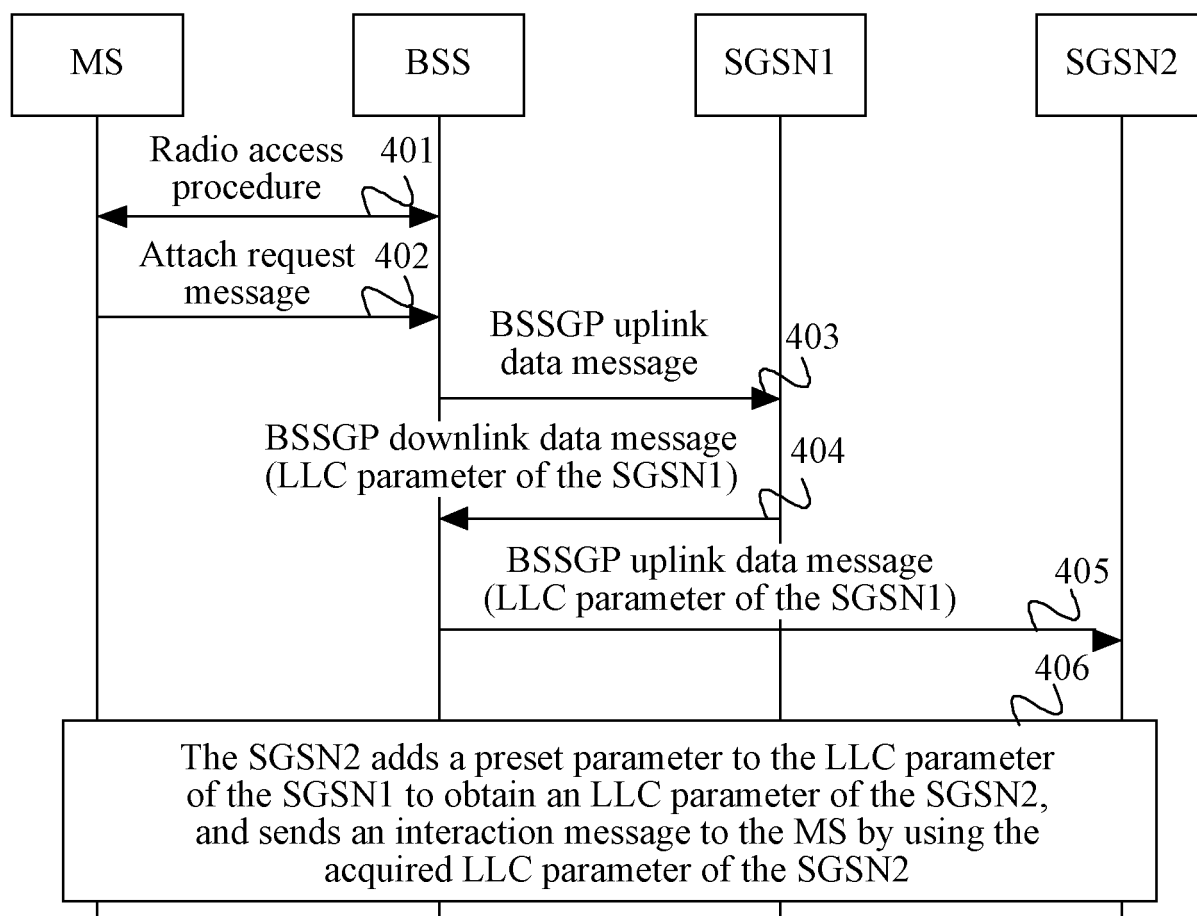 MS
BSS
SGSN1
SGSN2
Radio access
procedure
401
Attach request
message
402
BSSGP uplink
data message
403
BSSGP downlink data message
(LLC parameter of the SGSN1)
404
BSSGP uplink data message
(LLC parameter of the SGSN1)
405
406
The SGSN2 adds a preset parameter to the LLC parameter
of the SGSN1 to obtain an LLC parameter of the SGSN2,
and sends an interaction message to the MS by using the
acquired LLC parameter of the SGSN2